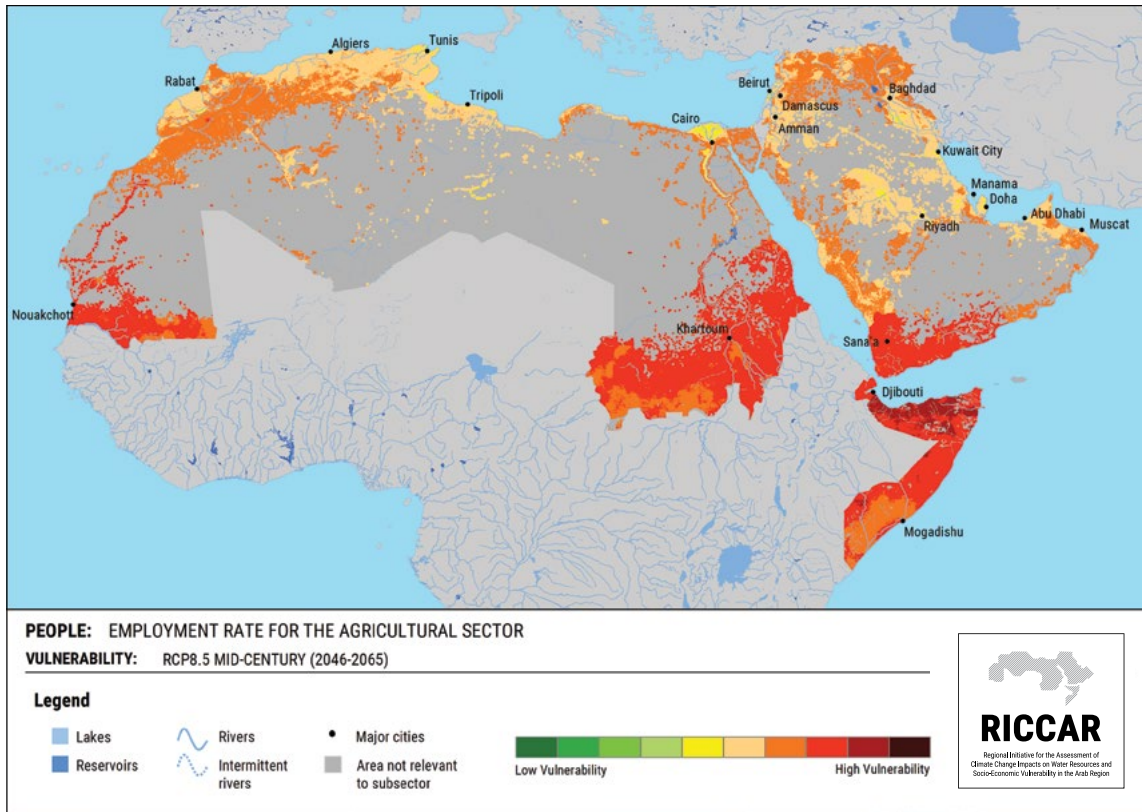 Algiers
Tunis
Rabat
Tripoli
Beirut
Baghdad
Damascus
Cairo
Amman
Kuwait City
Manama
Doha
Abu Dhabi
Riyadh
Muscat
Nouakchott
Khartoum
Sana'a
Djibouti
Mogadishu
PEOPLE: EMPLOYMENT RATE FOR THE AGRICULTURAL SECTOR
VULNERABILITY: RCP8.5 MID-CENTURY (2046-2065)
Legend
Lakes
Rivers
Major cities
Reservoirs
Intermittent
rivers
Area not relevant
to subsector
Low Vulnerability
High Vulnerability
RICCAR
Regional Initiative for the Assessment of
Climate Change Impacts on Water Resources and
Socio-Economic Vulnerability in the Arab Region